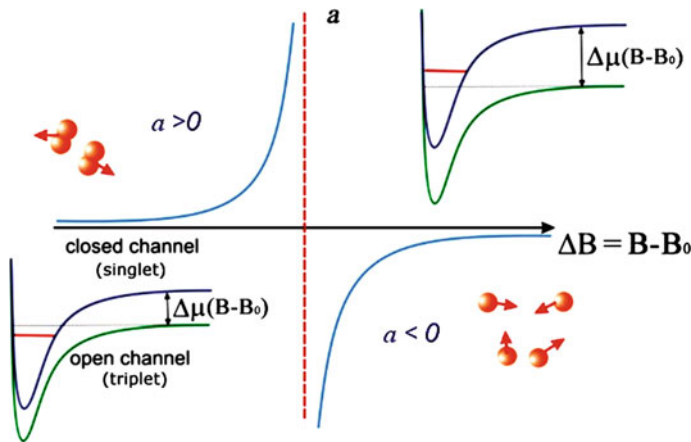 a
Δμ(B-B₀)
a >0
ΔB = B-B₀
closed channel
(singlet)
Δμ(B-B₀)
a < 0
open channel
(triplet)